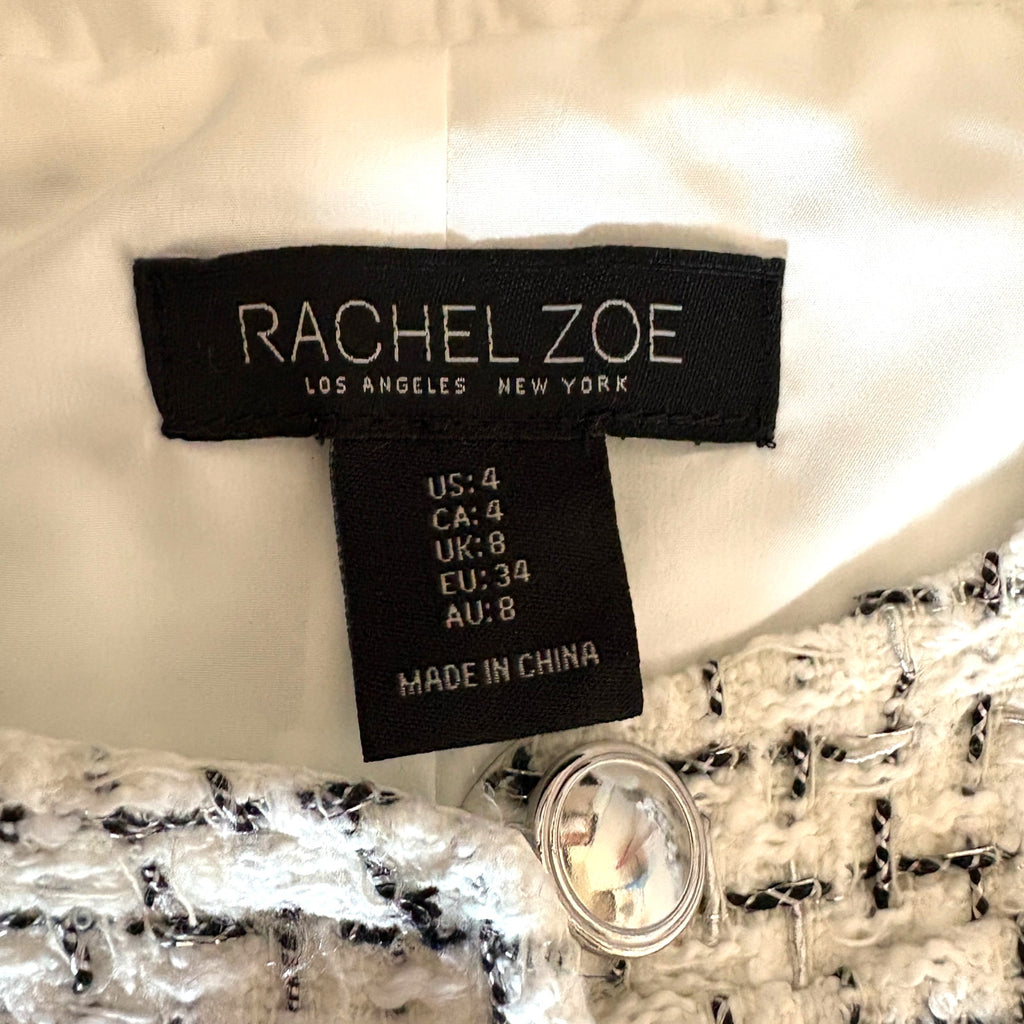 RACHEL ZOE
LOS ANGELES NEW YORK
US: 4
CA: 4
UK: 8
EU: 34
AU: 8
MADE IN CHINA